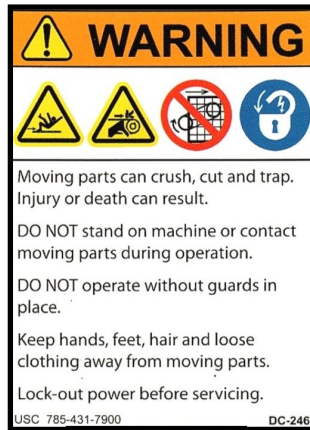 WARNING
Moving parts can crush, cut and trap.
Injury or death can result.
DO NOT stand on machine or contact
moving parts during operation.
DO NOT operate without guards in
place.
Keep hands, feet, hair and loose
clothing away from moving parts.
Lock-out power before servicing.
USC 785-431-7900 DC-246